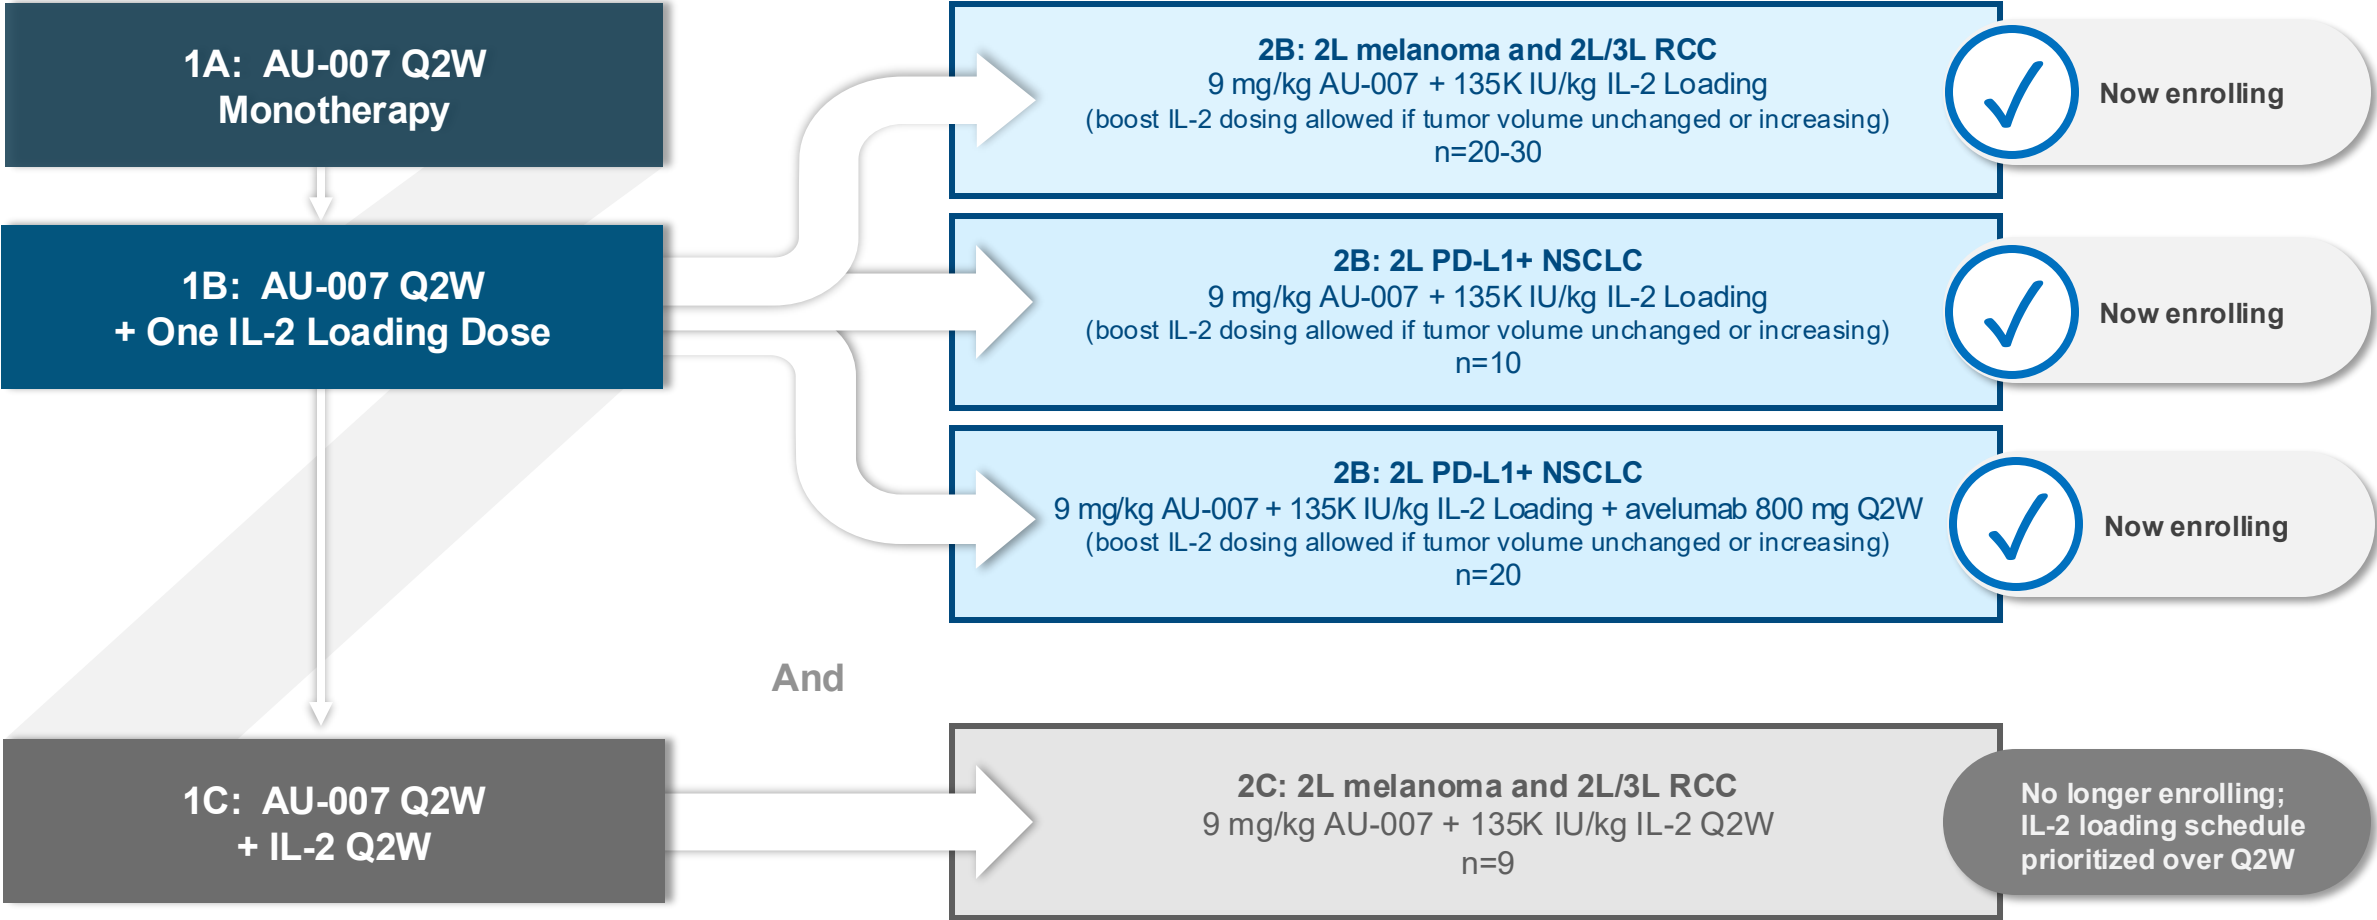 1A: AU-007 Q2W
Monotherapy
1B: AU-007 Q2W
+ One IL-2 Loading Dose
1C: AU-007 Q2W
+ IL-2 Q2W
2B: 2L melanoma and 2L/3L RCC
9 mg/kg AU-007 + 135K IU/kg IL-2 Loading
(boost IL-2 dosing allowed if tumor volume unchanged or increasing)
n=20-30
Now enrolling
2B: 2L PD-L1+ NSCLC
9 mg/kg AU-007 + 135K IU/kg IL-2 Loading
(boost IL-2 dosing allowed if tumor volume unchanged or increasing)
n=10
Now enrolling
2B: 2L PD-L1+ NSCLC
9 mg/kg AU-007 + 135K IU/kg IL-2 Loading + avelumab 800 mg Q2W
(boost IL-2 dosing allowed if tumor volume unchanged or increasing)
n=20
Now enrolling
And
2C: 2L melanoma and 2L/3L RCC
9 mg/kg AU-007 + 135K IU/kg IL-2 Q2W
n=9
No longer enrolling;
IL-2 loading schedule
prioritized over Q2W